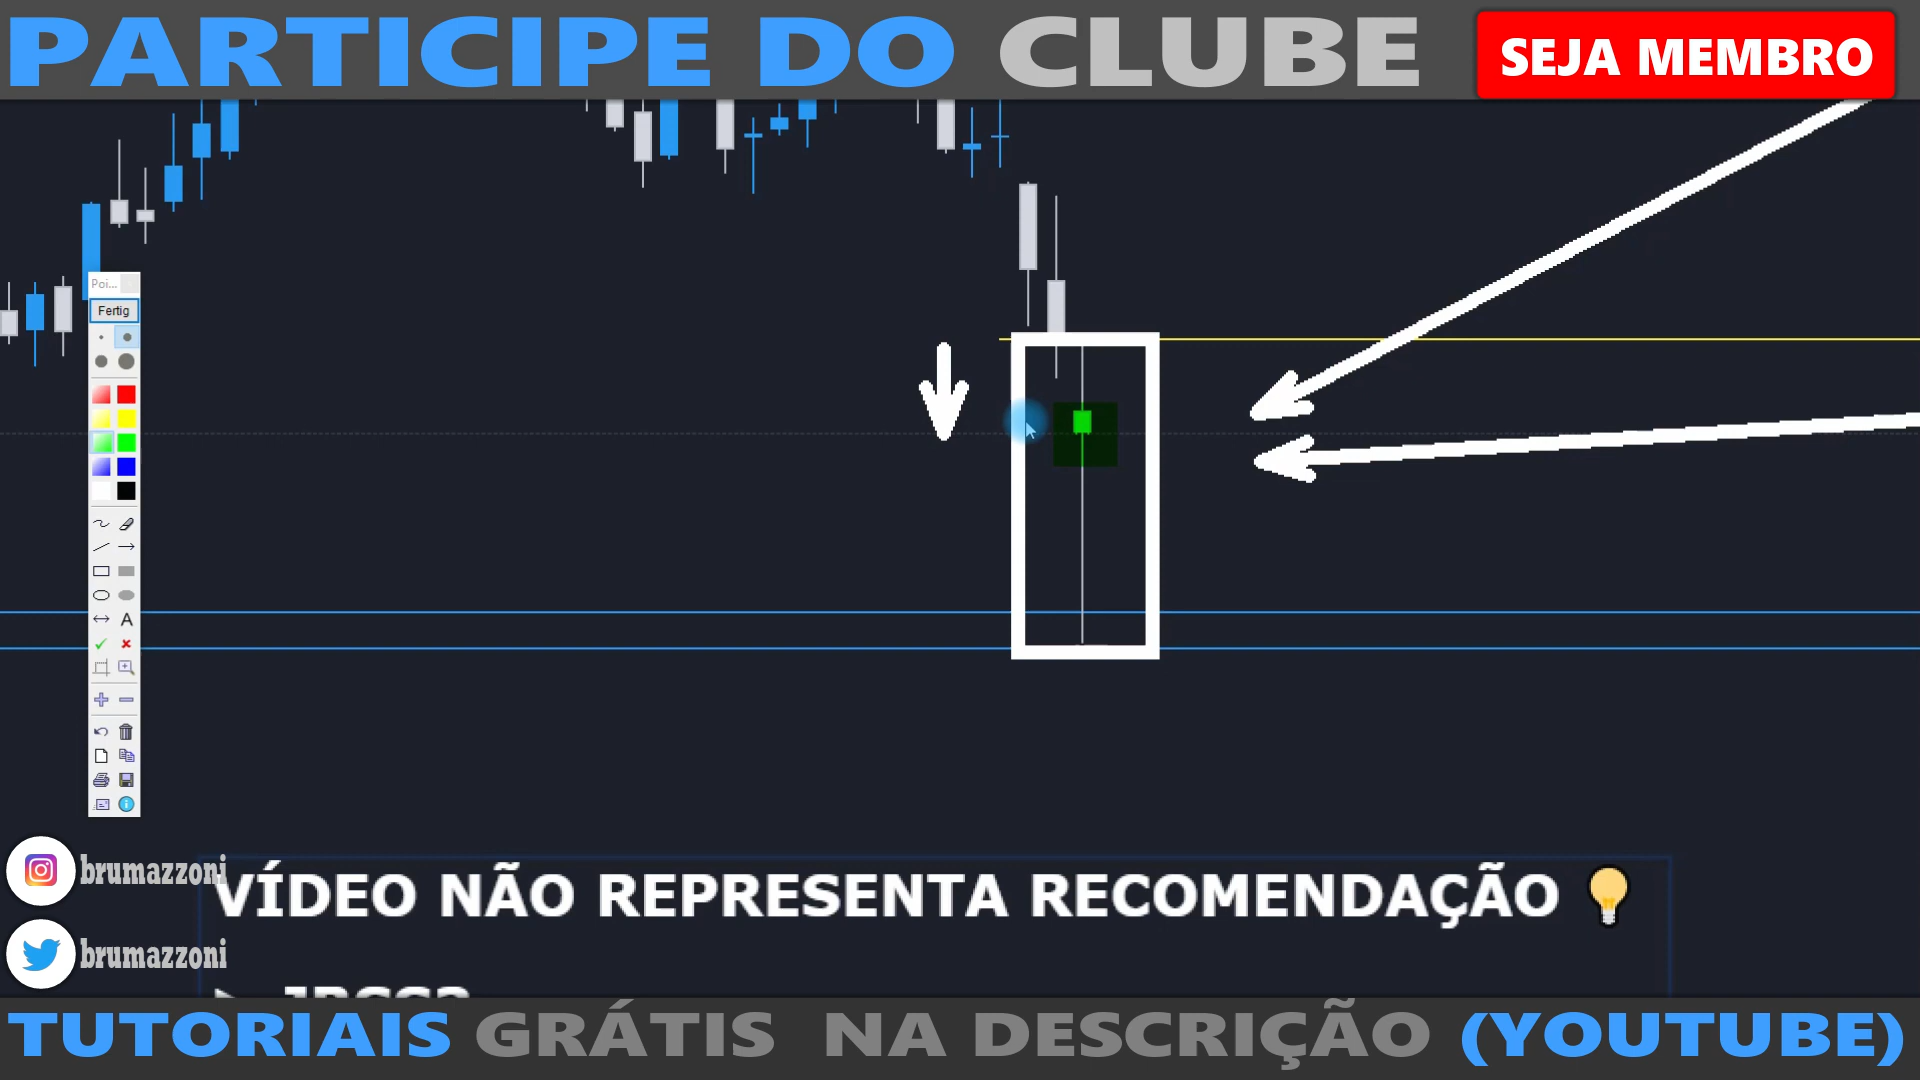 PARTICIPE DO CLUBE
SEJA MEMBRO
Poi...
Fertig
A
brumazzoni
VÍDEO NÃO REPRESENTA RECOMENDAÇÃO
brumazzoni
TUTORIAIS GRÁTIS NA DESCRIÇÃO (YOUTUBE)